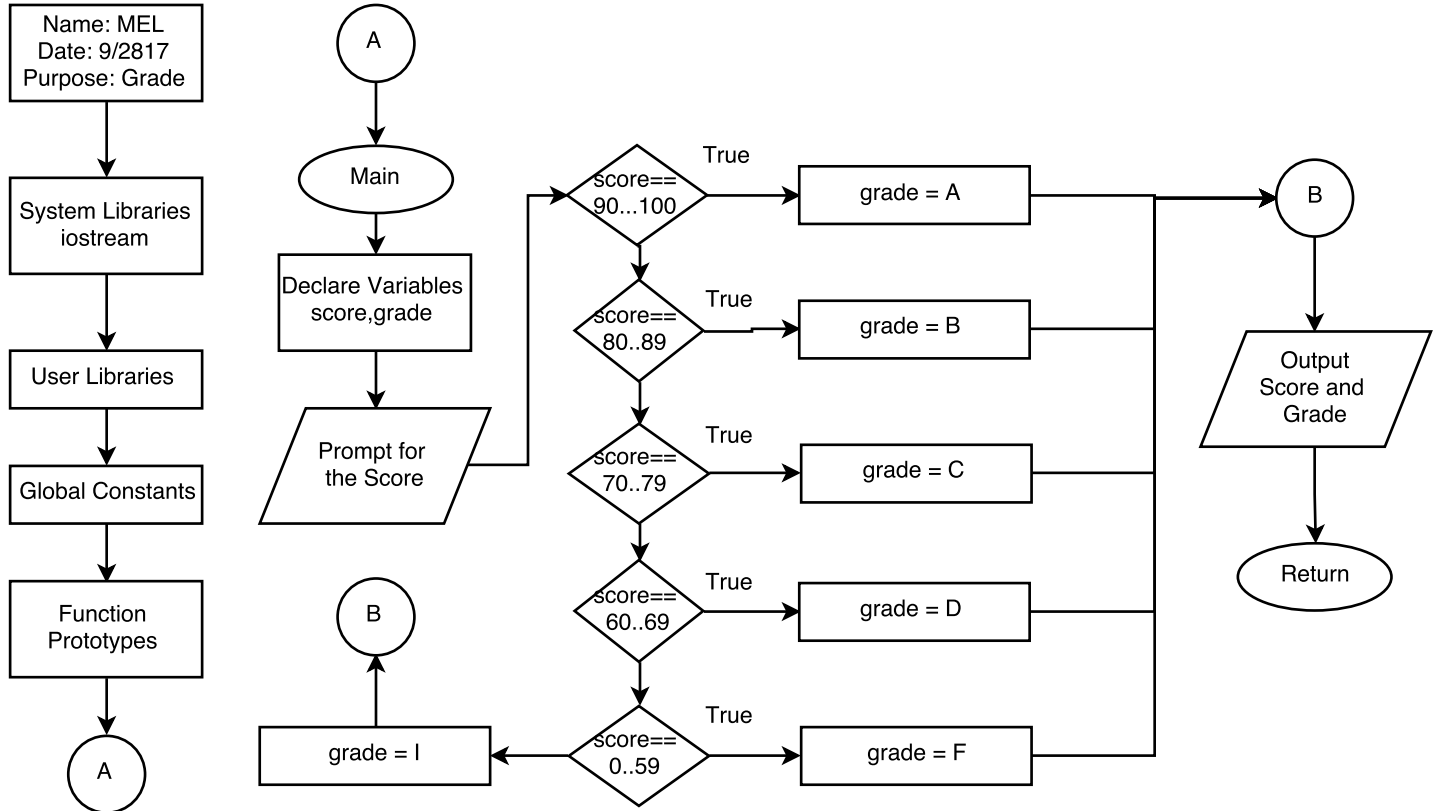 Name: MEL
Date: 9/2817
Purpose: Grade
System Libraries
iostream
User Libraries
Global Constants
Function
Prototypes
A
A
Main
Declare Variables
score,grade
Prompt for
the Score
B
grade = I
score==
90...100
True
grade = A
score==
80..89
True
grade = B
score==
70..79
True
grade = C
score==
60..69
True
grade = D
score==
0..59
True
grade = F
B
Output
Score and
Grade
Return